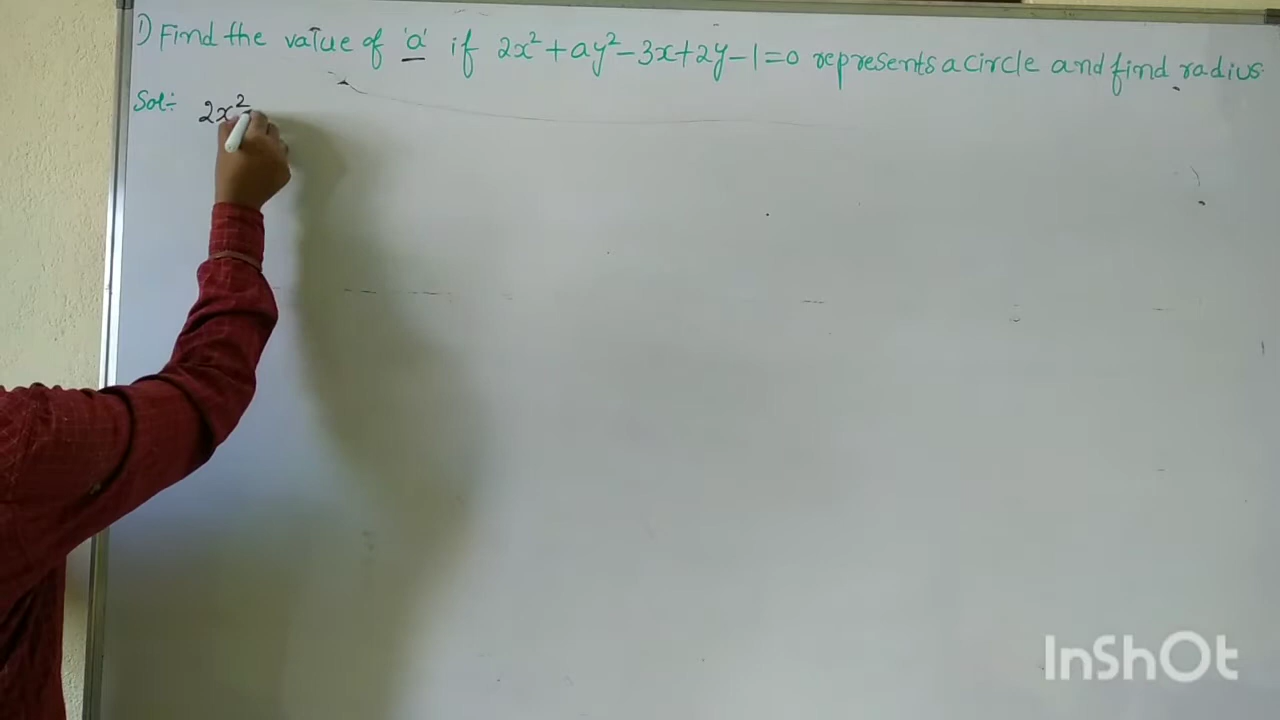 1) Find the value of 'a' if 2x²+ay²-3x+2y-1=0 represents a circle and find radius.
Sol:- 2x²
InShOt